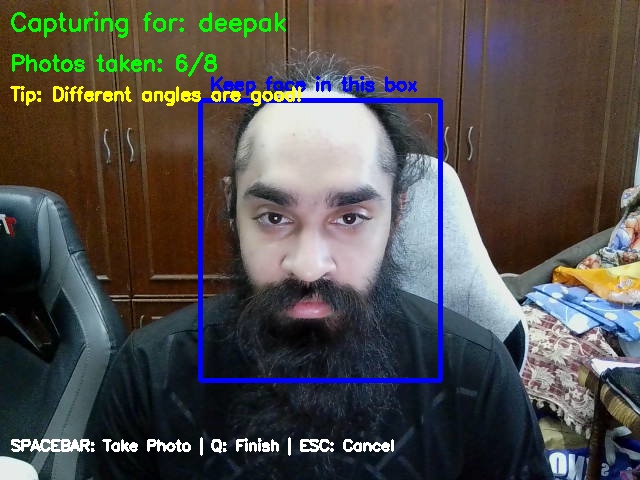 Capturing for: deepak
Photos taken: 6/8
Keep face in this box
Tip: Different angles are good!
SPACEBAR: Take Photo | Q: Finish | ESC: Cancel